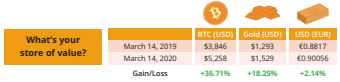 What's your
store of value?
BTC (USD) Gold (USD) USD (EUR)
March 14, 2019 $3,846 $1,293 €0.8817
March 14, 2020 $5,258 $1,529 €0.90056
Gain/Loss +36.71% +18.25% +2.14%